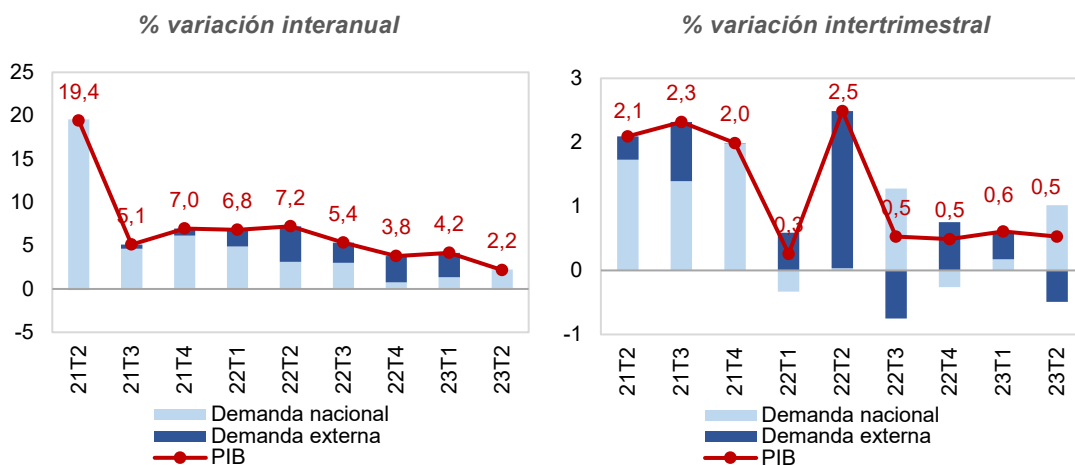 % variación interanual
25
20
15
10
5
0
-5
19,4
5,1
7,0
6,8
7,2
5,4
3,8
4,2
2,2
21T2
21T3
21T4
22T1
22T2
22T3
22T4
23T1
23T2
Demanda nacional
Demanda externa
PIB
% variación intertrimestral
3
2
1
0
-1
2,1
2,3
2,0
0,3
2,5
0,5
0,5
0,6
0,5
21T2
21T3
21T4
22T1
22T2
22T3
22T4
23T1
23T2
Demanda nacional
Demanda externa
PIB